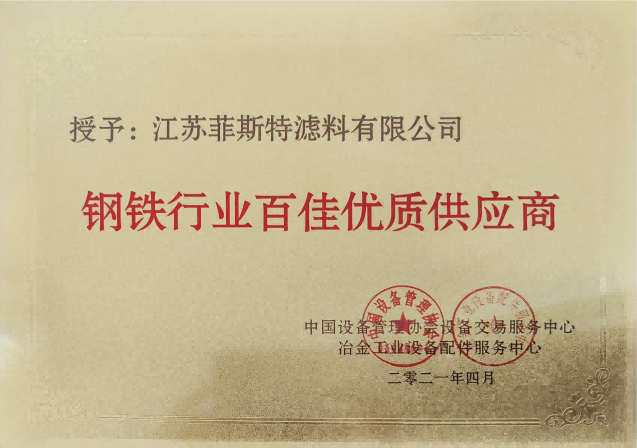 授予：江苏菲斯特滤料有限公司
钢铁行业百佳优质供应商
中国设备管理协会设备交易服务中心
冶金工业设备配件服务中心
二零二一年四月